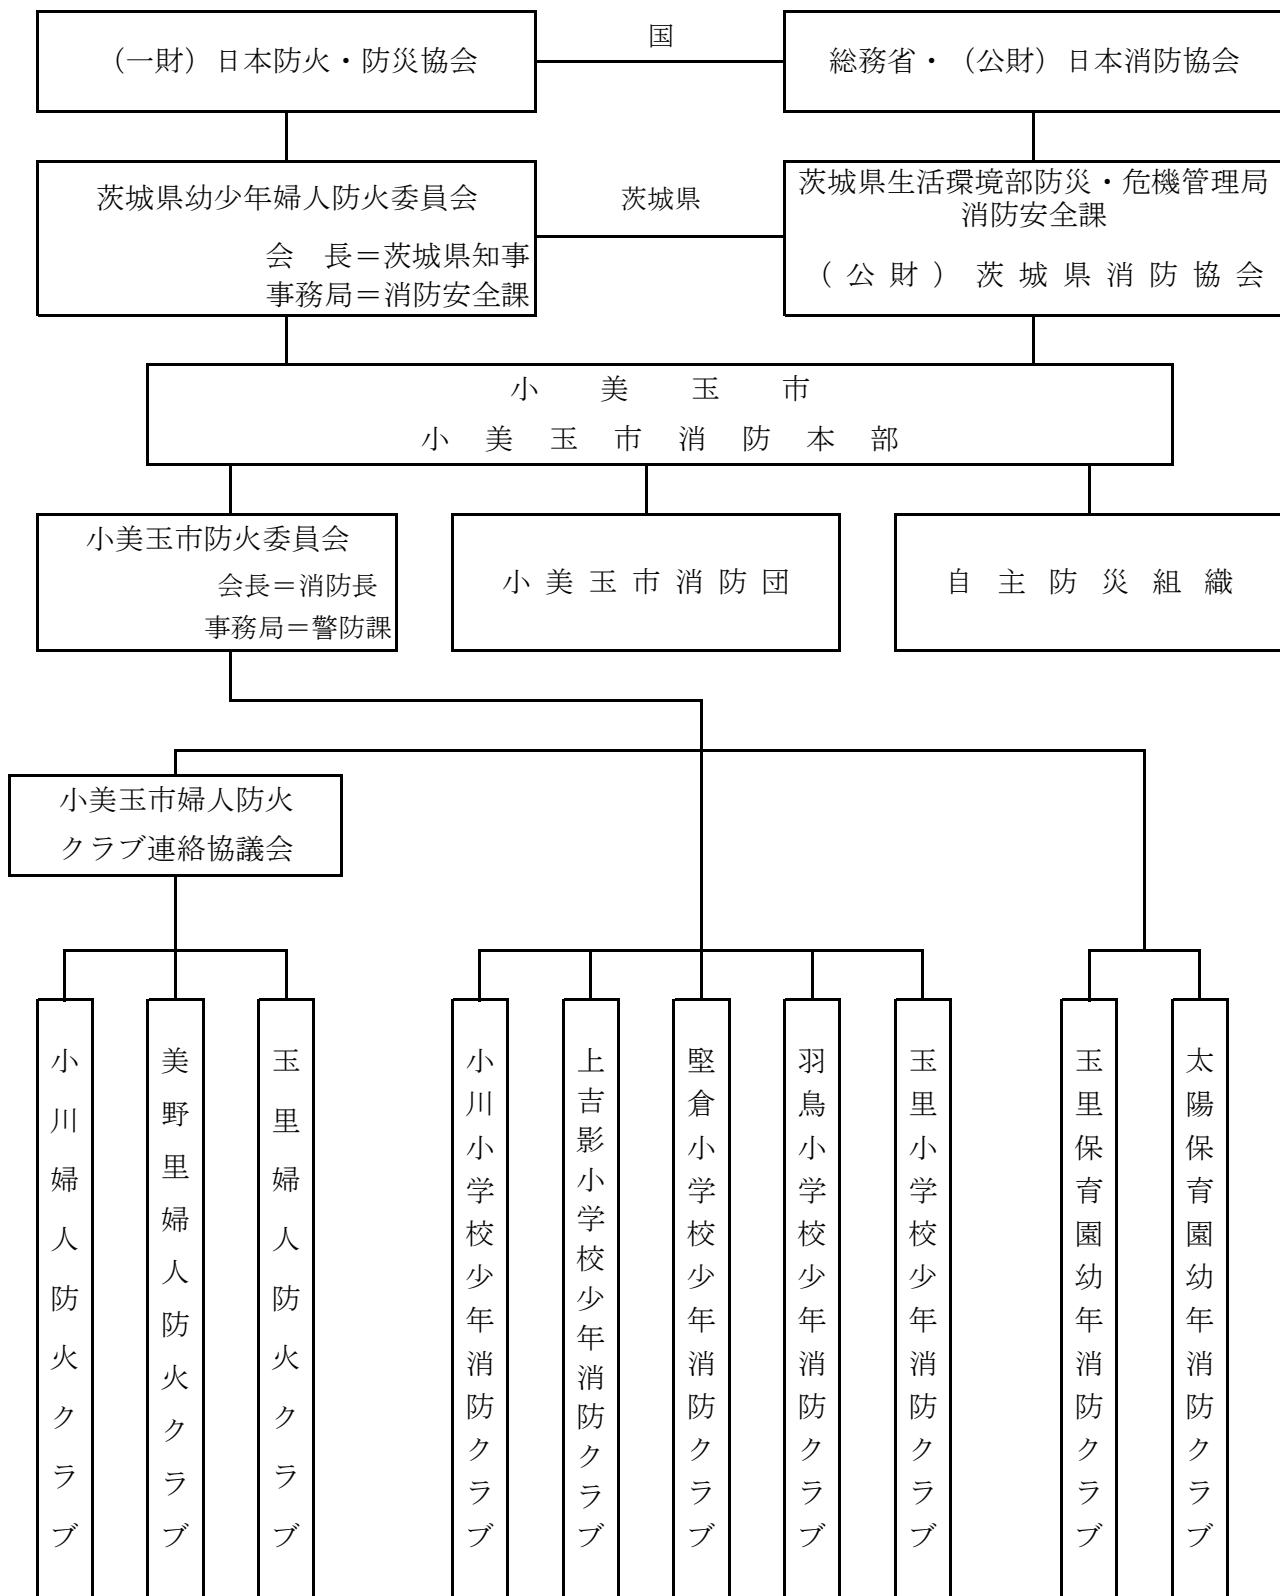 (一財)日本防火・防災協会
国
総務省・(公財)日本消防協会
茨城県幼少年婦人防火委員会
会　長＝茨城県知事
事務局＝消防安全課
茨城県
茨城県生活環境部防災・危機管理局
消防安全課
(公財)茨城県消防協会
小美玉市
小美玉市消防本部
小美玉市防火委員会
会長＝消防長
事務局＝警防課
小美玉市消防団
自主防災組織
小美玉市婦人防火
クラブ連絡協議会
小川婦人防火クラブ
美野里婦人防火クラブ
玉里婦人防火クラブ
小川小学校少年消防クラブ
上吉影小学校少年消防クラブ
堅倉小学校少年消防クラブ
羽鳥小学校少年消防クラブ
玉里小学校少年消防クラブ
玉里保育園幼年消防クラブ
太陽保育園幼年消防クラブ